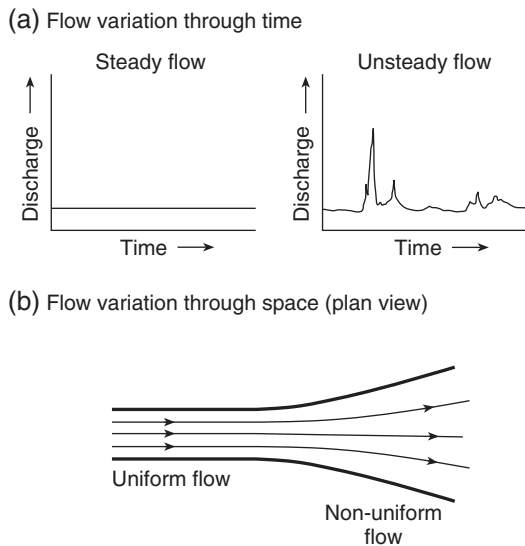 (a) Flow variation through time
Steady flow
Unsteady flow
Discharge
Time
Discharge
Time
(b) Flow variation through space (plan view)
Uniform flow
Non-uniform
flow